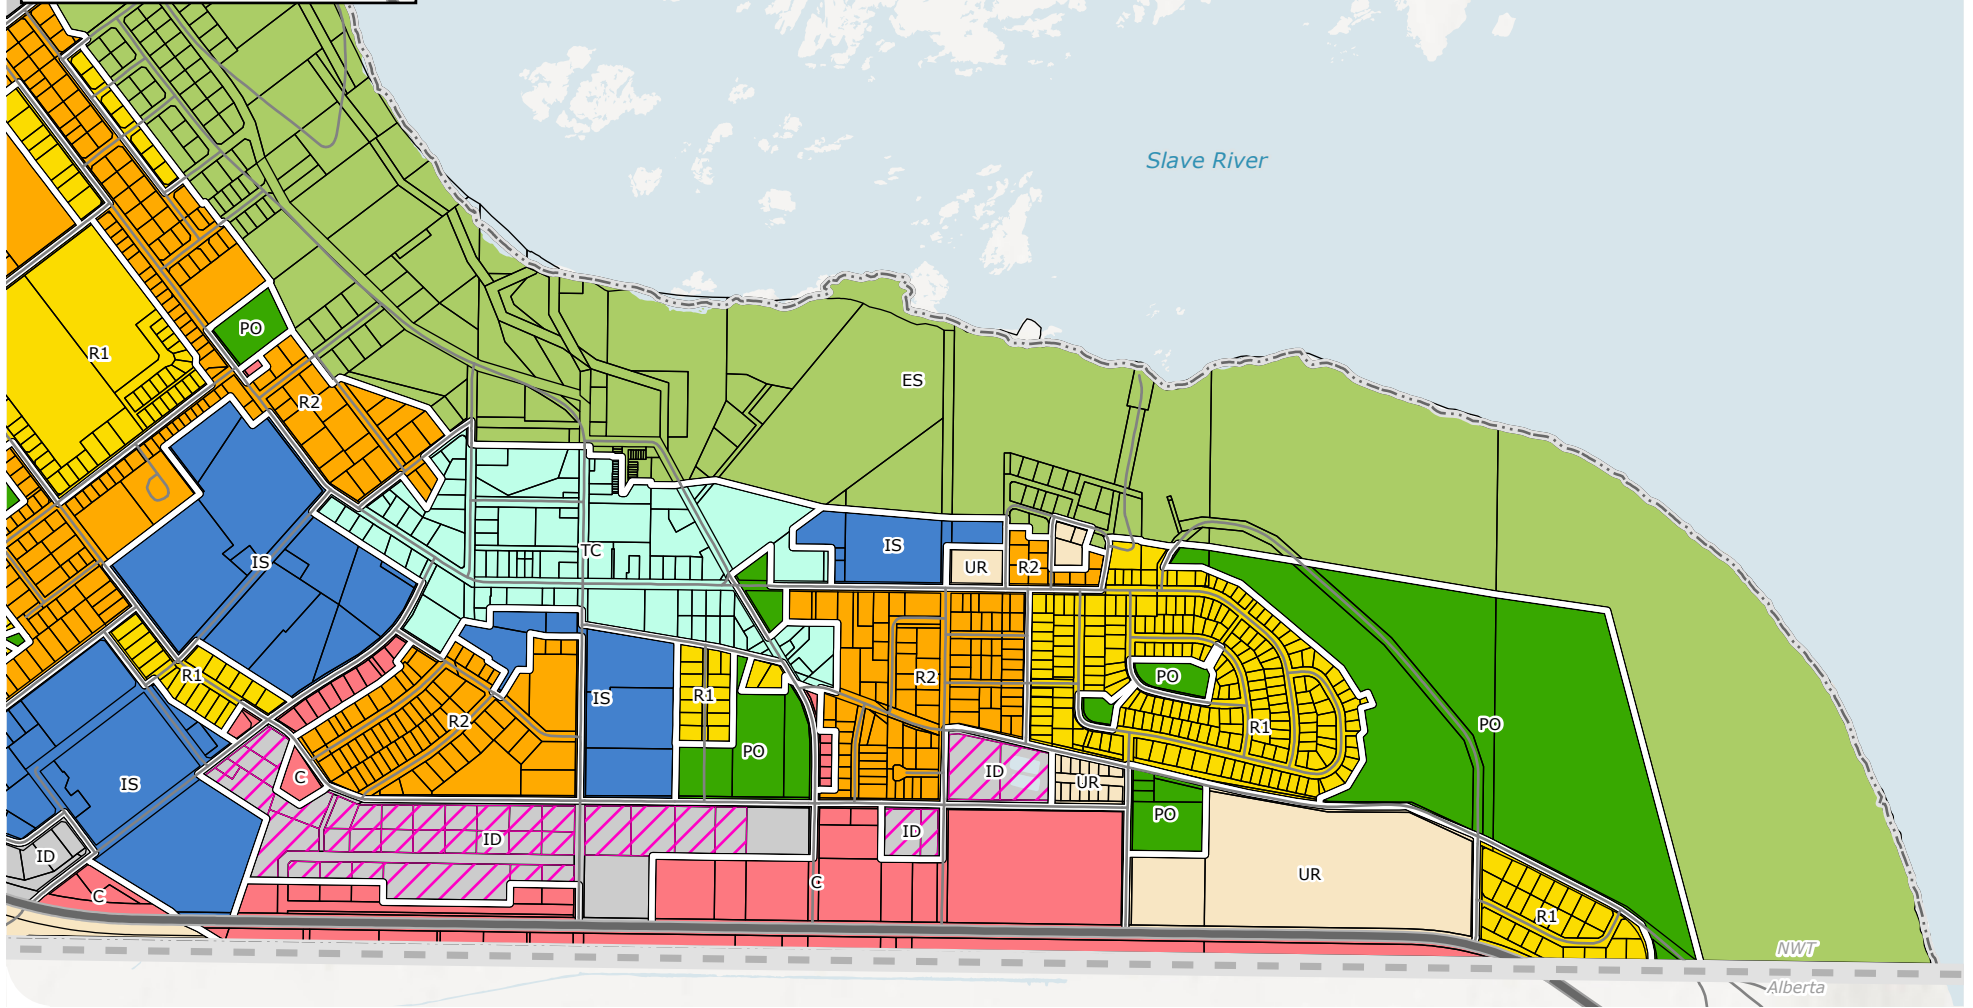 Slave River
PO
R1
ES
R2
TC
IS
IS
UR
R2
R1
PO
R2
IS
R1
R2
PO
R1
PO
C
ID
UR
IS
PO
ID
ID
ID
UR
C
C
R1
NWT
Alberta